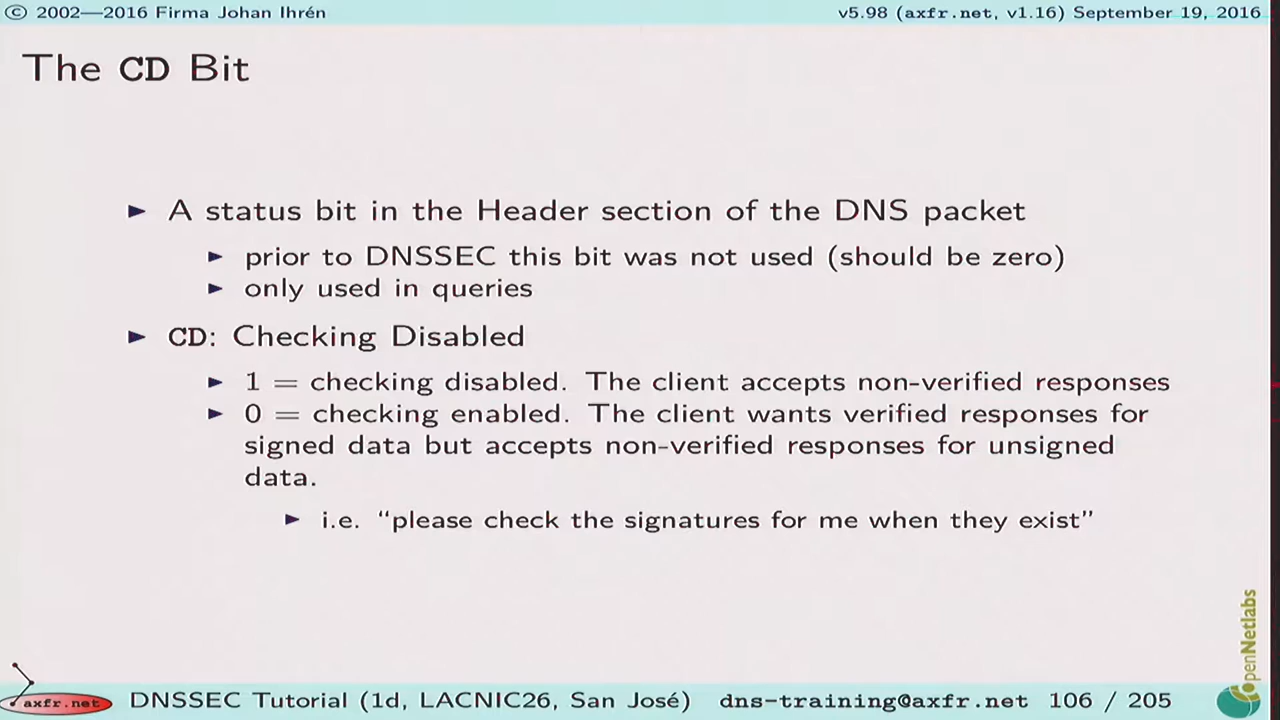 © 2002—2016 Firma Johan Ihrén
v5.98 (axfr.net, v1.16) September 19, 2016
The CD Bit
► A status bit in the Header section of the DNS packet
► prior to DNSSEC this bit was not used (should be zero)
► only used in queries
► CD: Checking Disabled
► 1 = checking disabled. The client accepts non-verified responses
► 0 = checking enabled. The client wants verified responses for
signed data but accepts non-verified responses for unsigned
data.
► i.e. “please check the signatures for me when they exist”
openNetlabs
axfr.net
DNSSEC Tutorial (1d, LACNIC26, San José)
dns-training@axfr.net
106 / 205